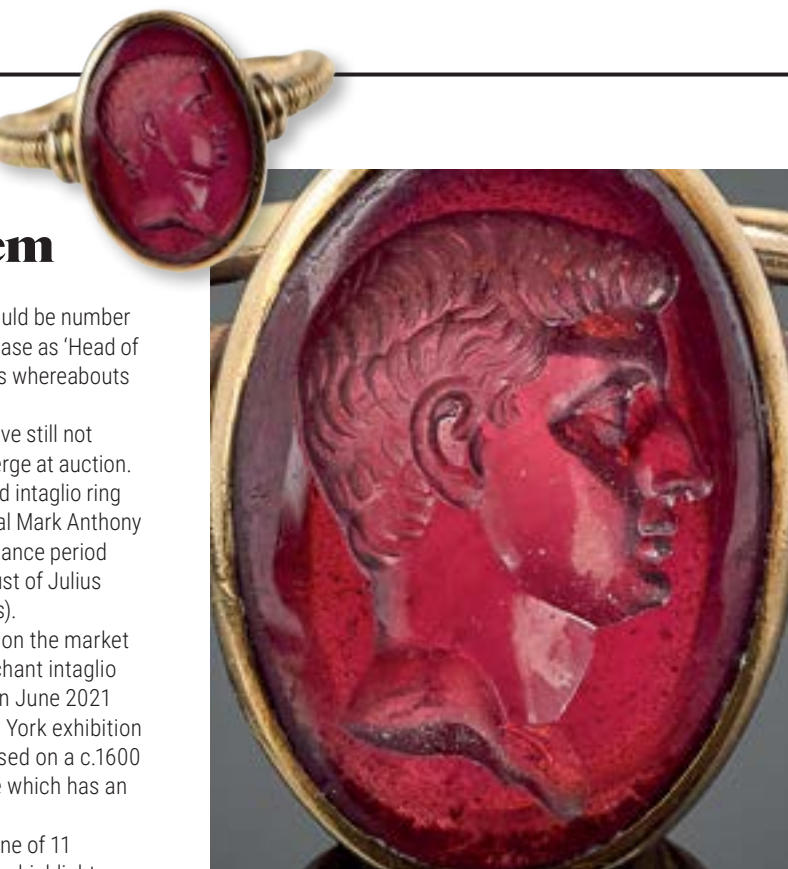 em
uld be number
ase as ‘Head of
s whereabouts
ve still not
erge at auction.
d intaglio ring
al Mark Anthony
ance period
ust of Julius
s).
on the market
chant intaglio
n June 2021
York exhibition
sed on a c.1600
which has an
ne of 11